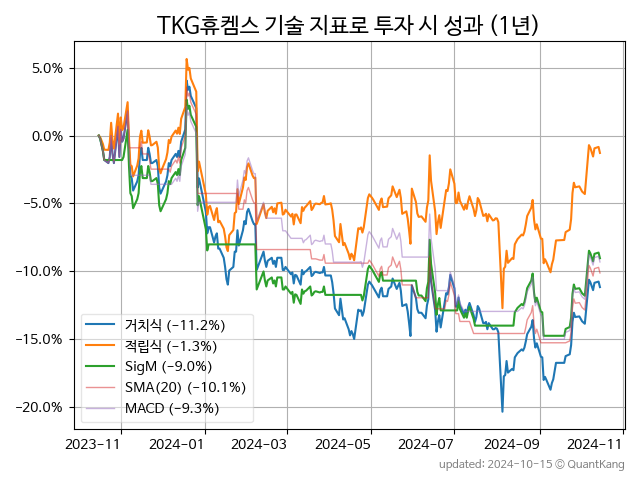 TKG휴켐스 기술 지표로 투자 시 성과 (1년)
5.0%
0.0%
−5.0%
−10.0%
−15.0%
−20.0%
거치식 (−11.2%)
적립식 (−1.3%)
SigM (−9.0%)
SMA(20) (−10.1%)
MACD (−9.3%)
2023−11 2024−01 2024−03 2024−05 2024−07 2024−09 2024−11
updated: 2024-10-15 © QuantKang